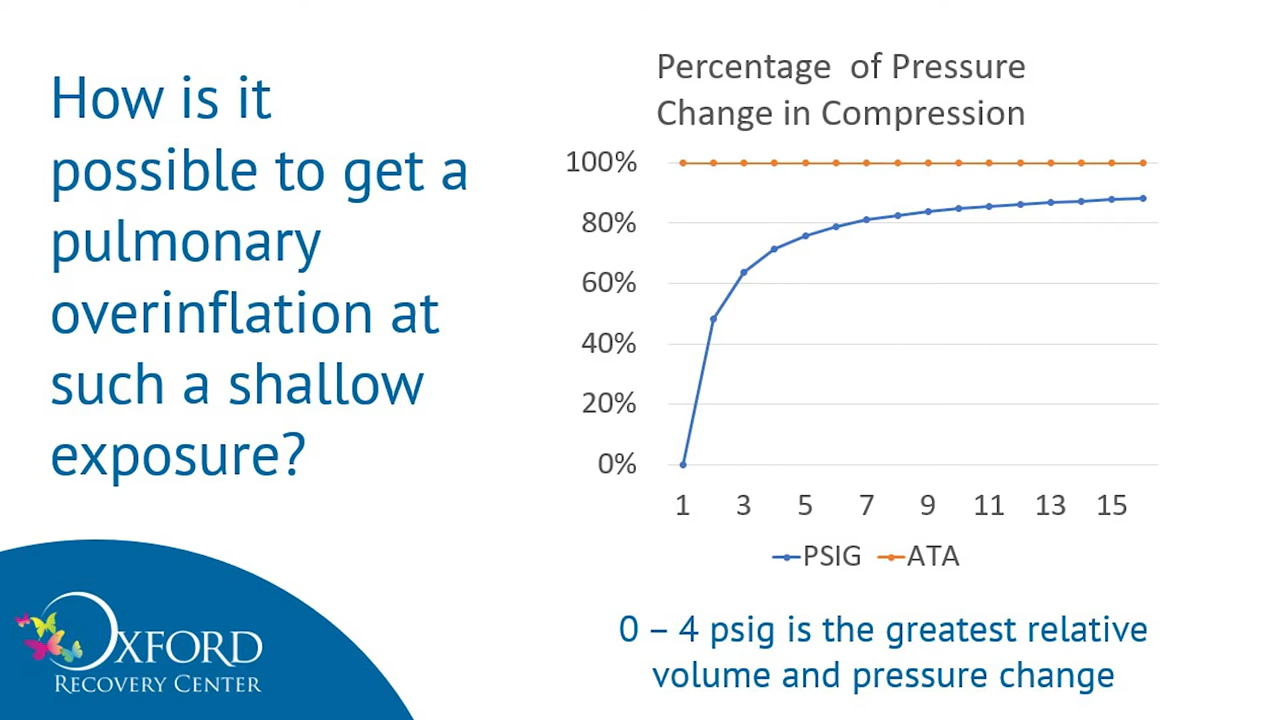 How is it
possible to get a
pulmonary
overinflation at
such a shallow
exposure?
Percentage of Pressure
Change in Compression
100%
80%
60%
40%
20%
0%
1 3 5 7 9 11 13 15
PSIG ATA
0 – 4 psig is the greatest relative
volume and pressure change
OXFORD
RECOVERY CENTER